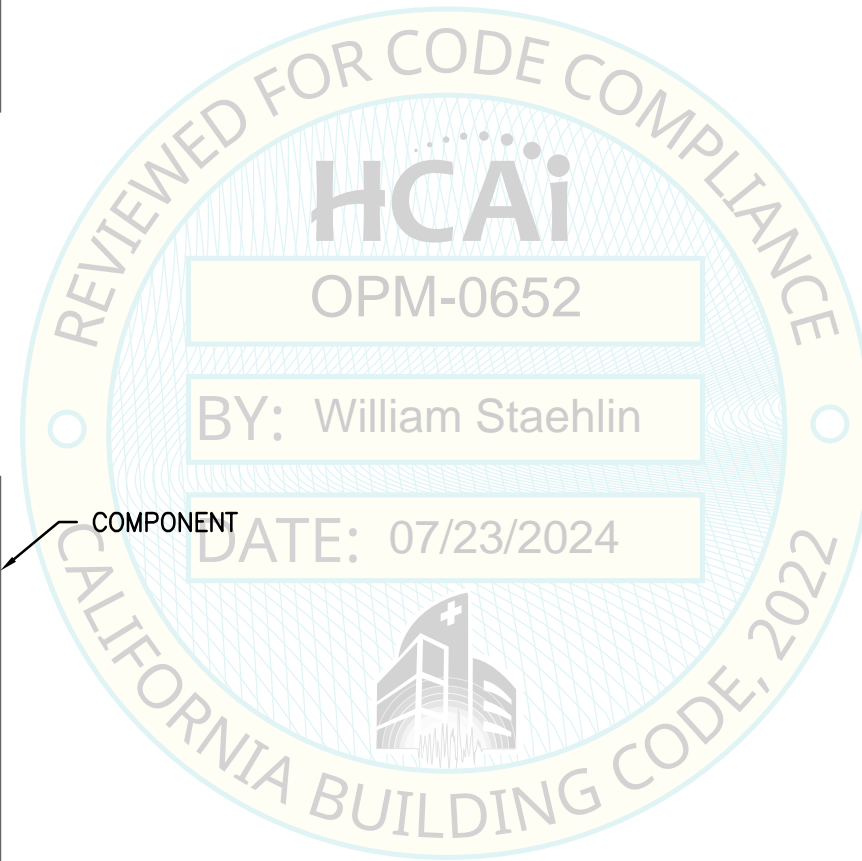 REVIEWED FOR CODE COMPLIANCE
HCAi
OPM-0652
BY: William Staehlin
COMPONENT
DATE: 07/23/2024
CALIFORNIA BUILDING CODE, 2022